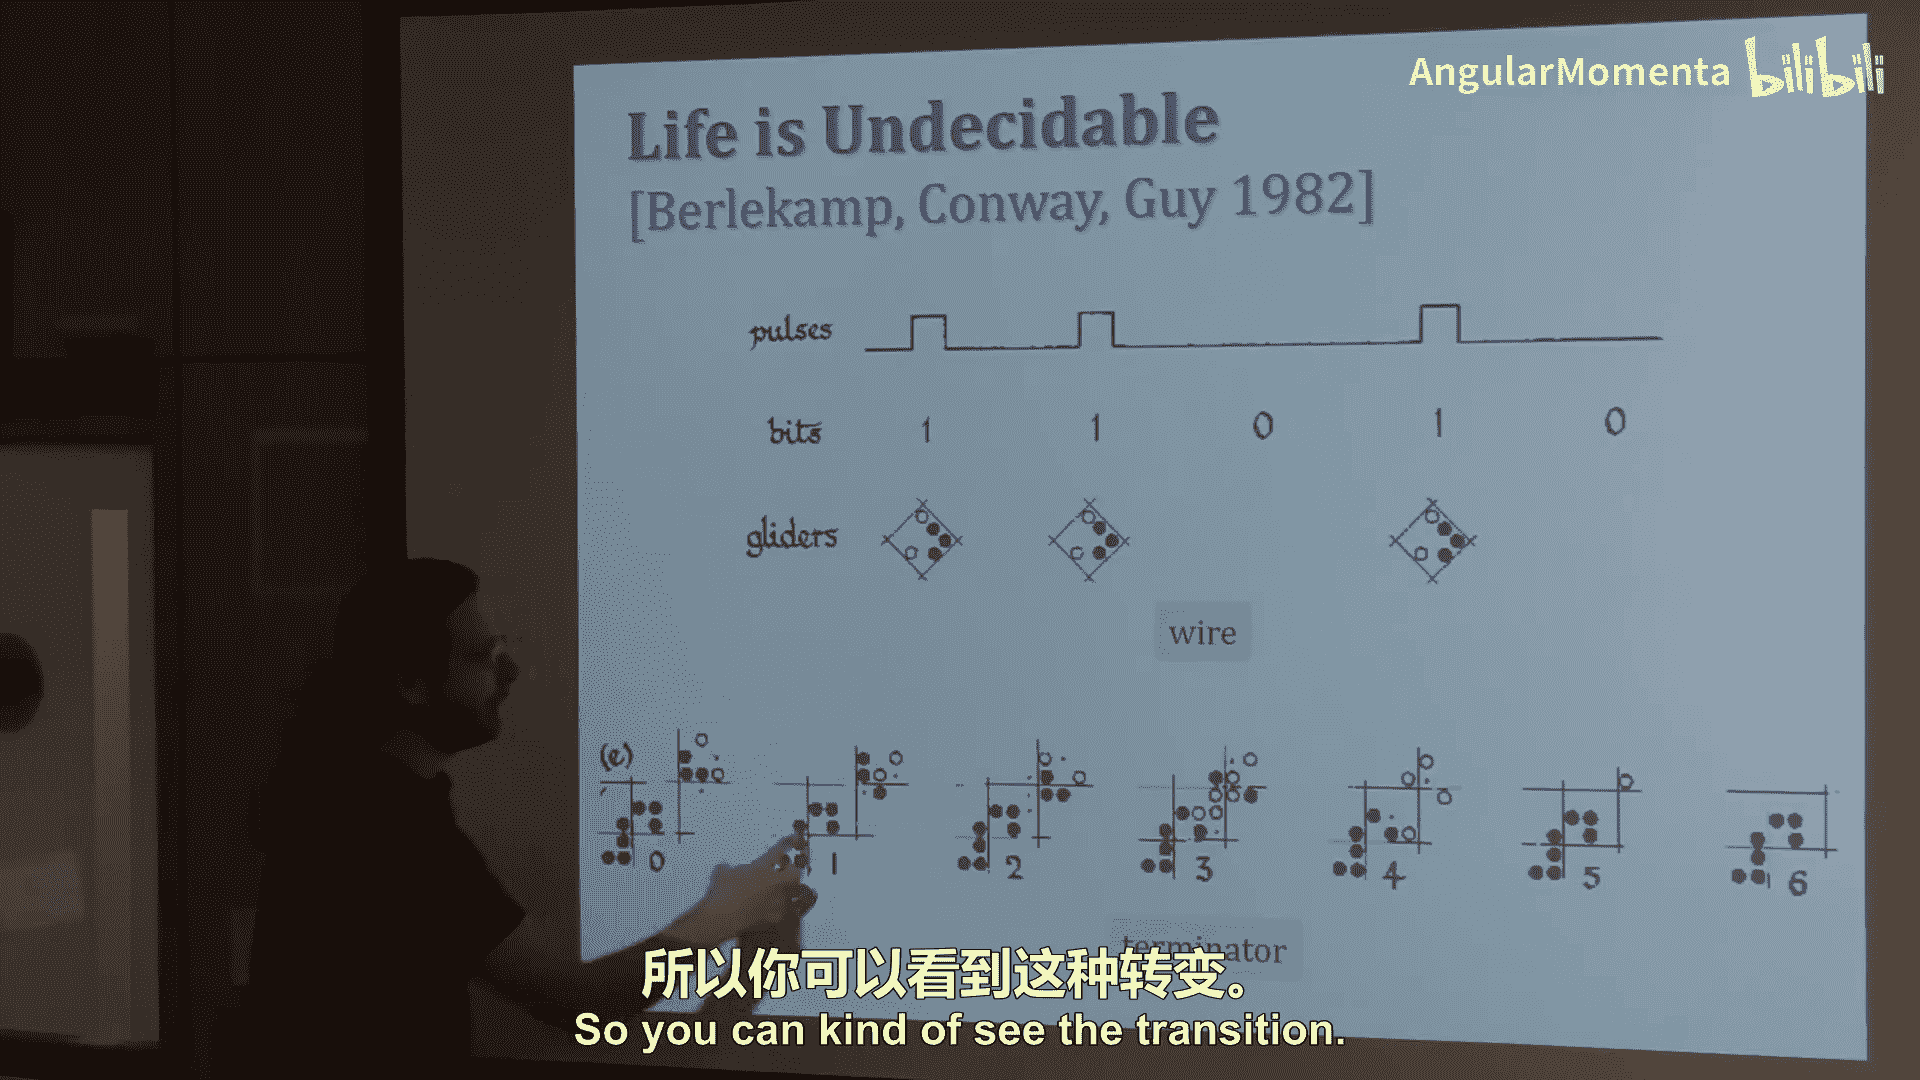 AngularMomenta bilibili
Life is Undecidable
[Berlekamp, Conway, Guy 1982]
pulses
bits 1 1 0 1 0
gliders
wire
(e)
0 1 2 3 4 5 6
terminator
所以你可以看到这种转变。
So you can kind of see the transition.